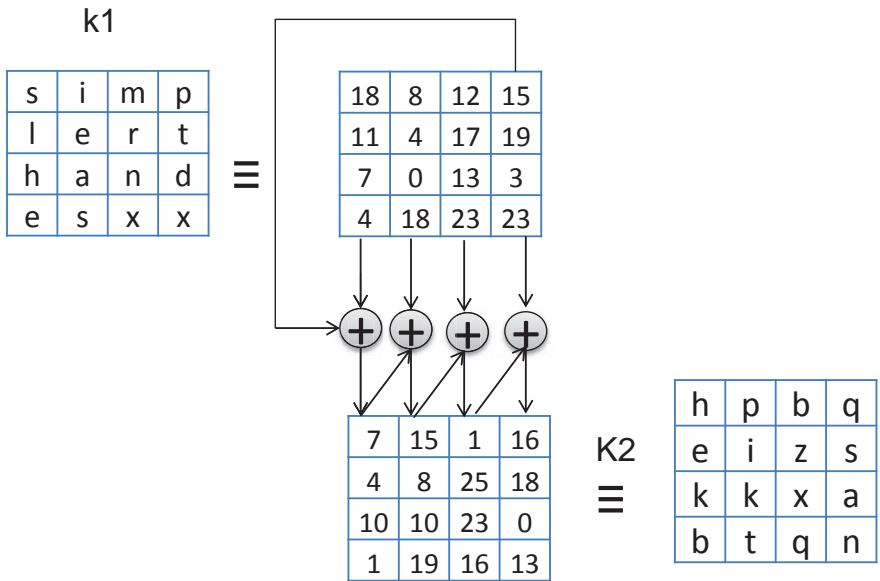 k1
s i m p
l e r t
h a n d
e s x x
≡
18 8 12 15
11 4 17 19
7 0 13 3
4 18 23 23
+ + + +
7 15 1 16
4 8 25 18
10 10 23 0
1 19 16 13
K2
≡
h p b q
e i z s
k k x a
b t q n